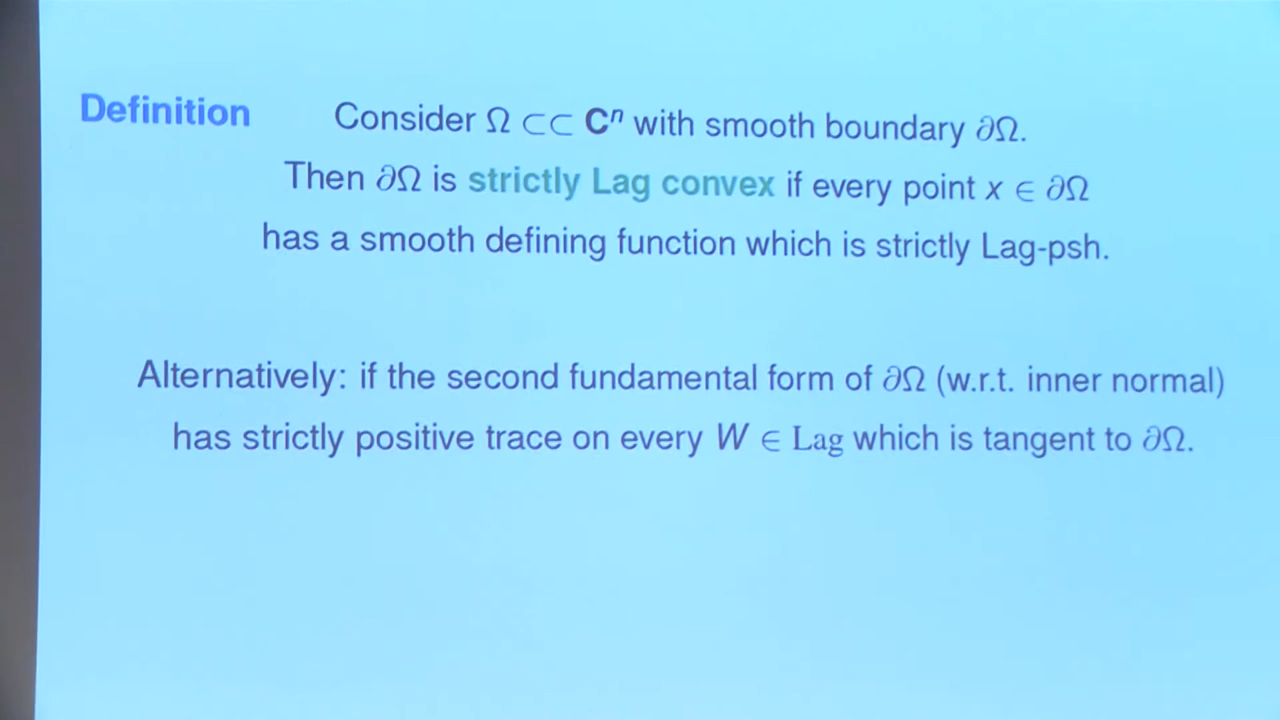 Definition Consider Ω ⊂⊂ Cⁿ with smooth boundary ∂Ω.
Then ∂Ω is strictly Lag convex if every point x ∈ ∂Ω
has a smooth defining function which is strictly Lag-psh.
Alternatively: if the second fundamental form of ∂Ω (w.r.t. inner normal)
has strictly positive trace on every W ∈ Lag which is tangent to ∂Ω.